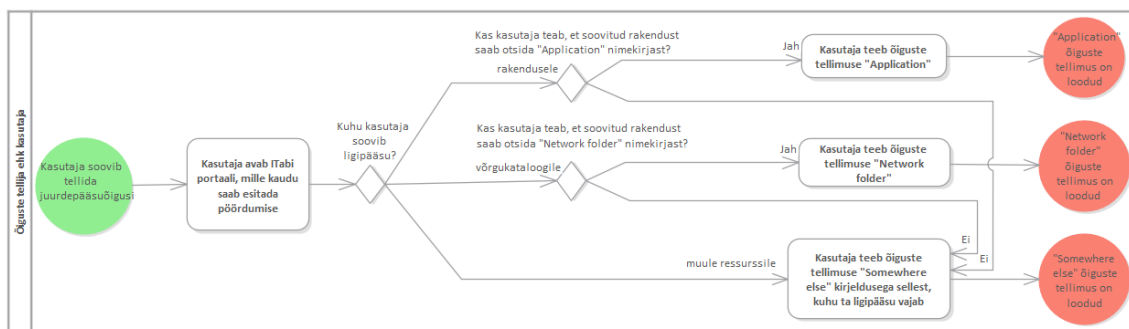 Õiguste tellija ehk kasutaja
Kasutaja soovib
tellida
juurdepääsuõigusi
Kasutaja avab ITabi
portaali, mille kaudu
saab esitada
pöördumise
Kuhu kasutaja
soovib
ligipääsu?
rakendusele
Kas kasutaja teab, et soovitud rakendust
saab otsida "Application" nimekirjast?
Jah
Kasutaja teeb õiguste
tellimuse "Application"
"Application"
õiguste
tellimus on
loodud
võrgukataloogile
Kas kasutaja teab, et soovitud rakendust
saab otsida "Network folder" nimekirjast?
Jah
Kasutaja teeb õiguste
tellimuse "Network
folder"
"Network
folder"
õiguste
tellimus on
loodud
Ei
Ei
muule ressurssile
Kasutaja teeb õiguste
tellimuse "Somewhere
else" kirjeldusega sellest,
kuhu ta ligipääsu vajab
"Somewhere
else" õiguste
tellimus on
loodud